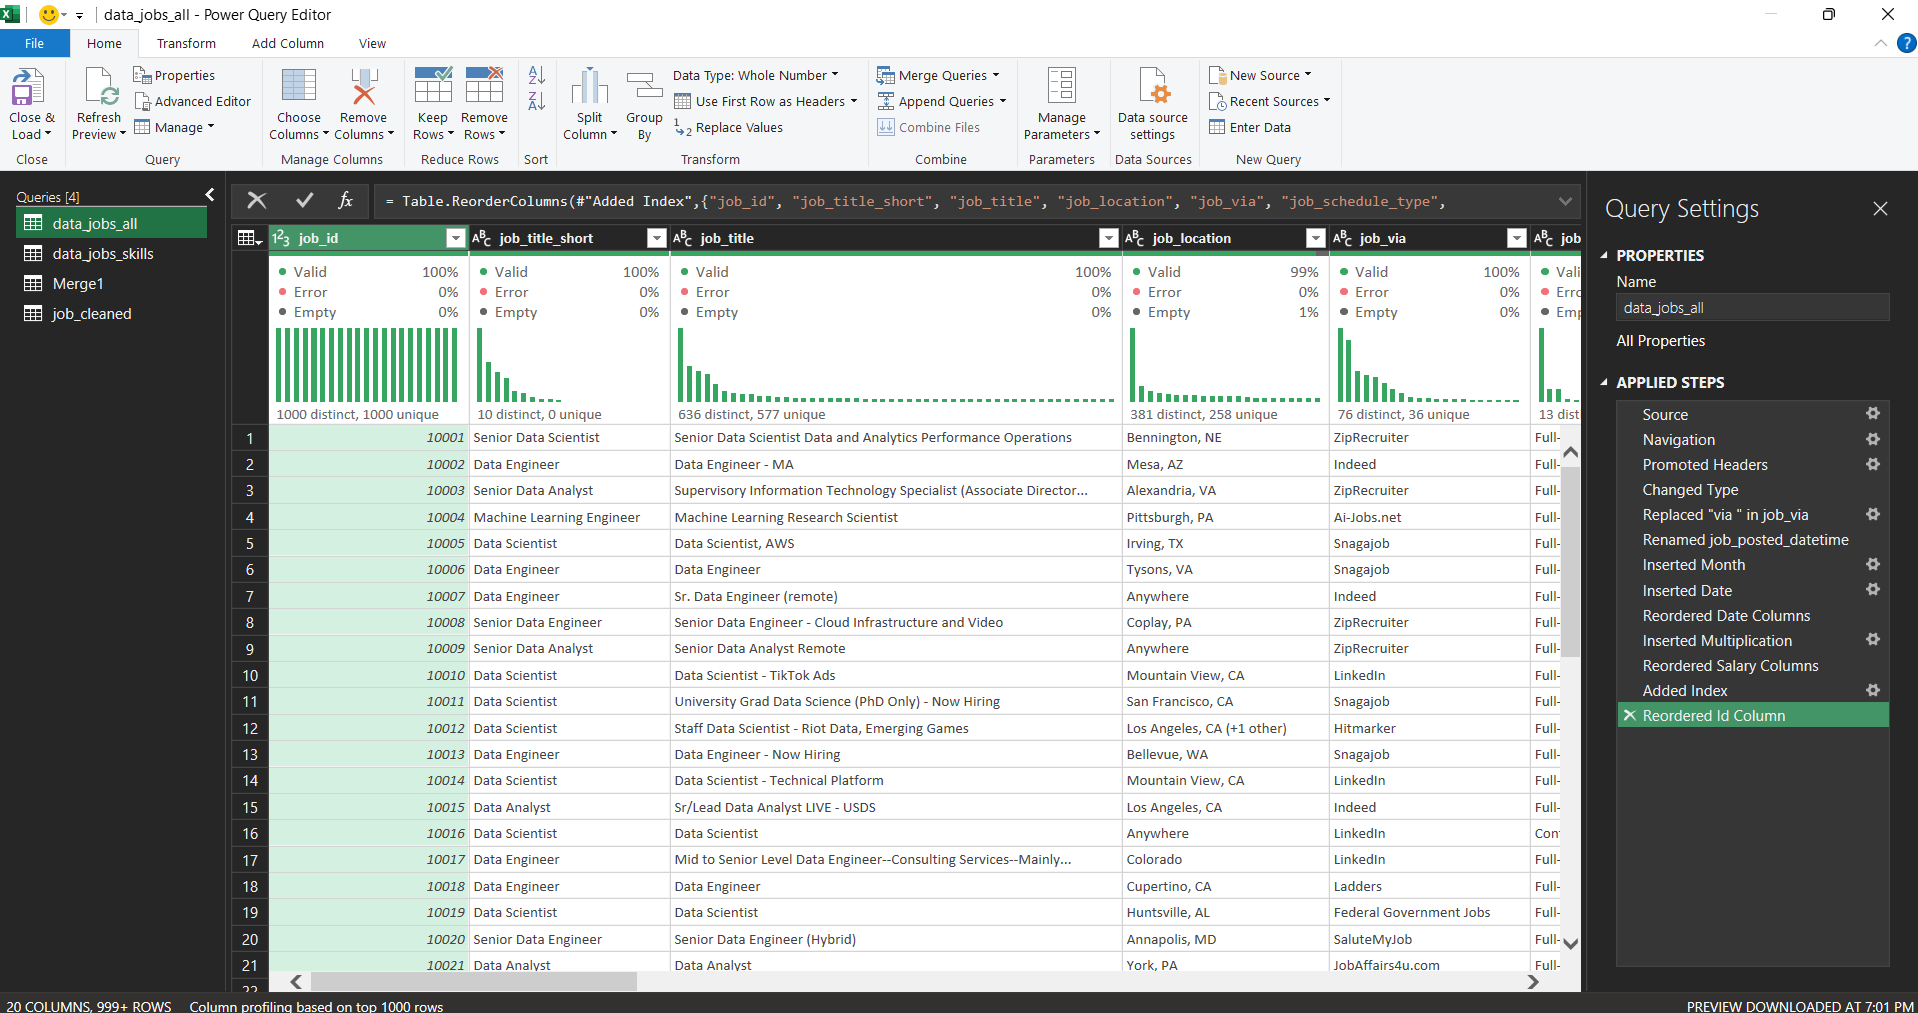 data_jobs_all - Power Query Editor
File Home Transform Add Column View
Close & Load
Close
Refresh Preview
Properties
Advanced Editor
Manage
Query
Choose Columns
Remove Columns
Manage Columns
Keep Rows
Remove Rows
Reduce Rows
Sort
Split Column
Group By
Data Type: Whole Number
Use First Row as Headers
Replace Values
Transform
Merge Queries
Append Queries
Combine Files
Combine
Manage Parameters
Parameters
Data source settings
Data Sources
New Source
Recent Sources
Enter Data
New Query
Queries [4]
data_jobs_all
data_jobs_skills
Merge1
job_cleaned
fx = Table.ReorderColumns(#"Added Index",{"job_id", "job_title_short", "job_title", "job_location", "job_via", "job_schedule_type",
123 job_id ABC job_title_short ABC job_title ABC job_location ABC job_via ABC job
Valid 100% Valid 100% Valid 100% Valid 99% Valid 100% Vali
Error 0% Error 0% Error 0% Error 0% Error 0% Erro
Empty 0% Empty 0% Empty 0% Empty 1% Empty 0% Em
1000 distinct, 1000 unique 10 distinct, 0 unique 636 distinct, 577 unique 381 distinct, 258 unique 76 distinct, 36 unique 13 dist
1 10001 Senior Data Scientist Senior Data Scientist Data and Analytics Performance Operations Bennington, NE ZipRecruiter Full-
2 10002 Data Engineer Data Engineer - MA Mesa, AZ Indeed Full-
3 10003 Senior Data Analyst Supervisory Information Technology Specialist (Associate Director... Alexandria, VA ZipRecruiter Full-
4 10004 Machine Learning Engineer Machine Learning Research Scientist Pittsburgh, PA Ai-Jobs.net Full-
5 10005 Data Scientist Data Scientist, AWS Irving, TX Snagajob Full-
6 10006 Data Engineer Data Engineer Tysons, VA Snagajob Full-
7 10007 Data Engineer Sr. Data Engineer (remote) Anywhere Indeed Full-
8 10008 Senior Data Engineer Senior Data Engineer - Cloud Infrastructure and Video Coplay, PA ZipRecruiter Full-
9 10009 Senior Data Analyst Senior Data Analyst Remote Anywhere ZipRecruiter Full-
10 10010 Data Scientist Data Scientist - TikTok Ads Mountain View, CA LinkedIn Full-
11 10011 Data Scientist University Grad Data Science (PhD Only) - Now Hiring San Francisco, CA Snagajob Full-
12 10012 Data Scientist Staff Data Scientist - Riot Data, Emerging Games Los Angeles, CA (+1 other) Hitmarker Full-
13 10013 Data Engineer Data Engineer - Now Hiring Bellevue, WA Snagajob Full-
14 10014 Data Scientist Data Scientist - Technical Platform Mountain View, CA LinkedIn Full-
15 10015 Data Analyst Sr/Lead Data Analyst LIVE - USDS Los Angeles, CA Indeed Full-
16 10016 Data Scientist Data Scientist Anywhere LinkedIn Con
17 10017 Data Engineer Mid to Senior Level Data Engineer--Consulting Services--Mainly... Colorado LinkedIn Full-
18 10018 Data Engineer Data Engineer Cupertino, CA Ladders Full-
19 10019 Data Scientist Data Scientist Huntsville, AL Federal Government Jobs Full-
20 10020 Senior Data Engineer Senior Data Engineer (Hybrid) Annapolis, MD SaluteMyJob Full-
21 10021 Data Analyst Data Analyst York, PA JobAffairs4u.com Full-
22
Query Settings
PROPERTIES
Name
data_jobs_all
All Properties
APPLIED STEPS
Source
Navigation
Promoted Headers
Changed Type
Replaced "via " in job_via
Renamed job_posted_datetime
Inserted Month
Inserted Date
Reordered Date Columns
Inserted Multiplication
Reordered Salary Columns
Added Index
Reordered Id Column
20 COLUMNS, 999+ ROWS Column profiling based on top 1000 rows PREVIEW DOWNLOADED AT 7:01 PM